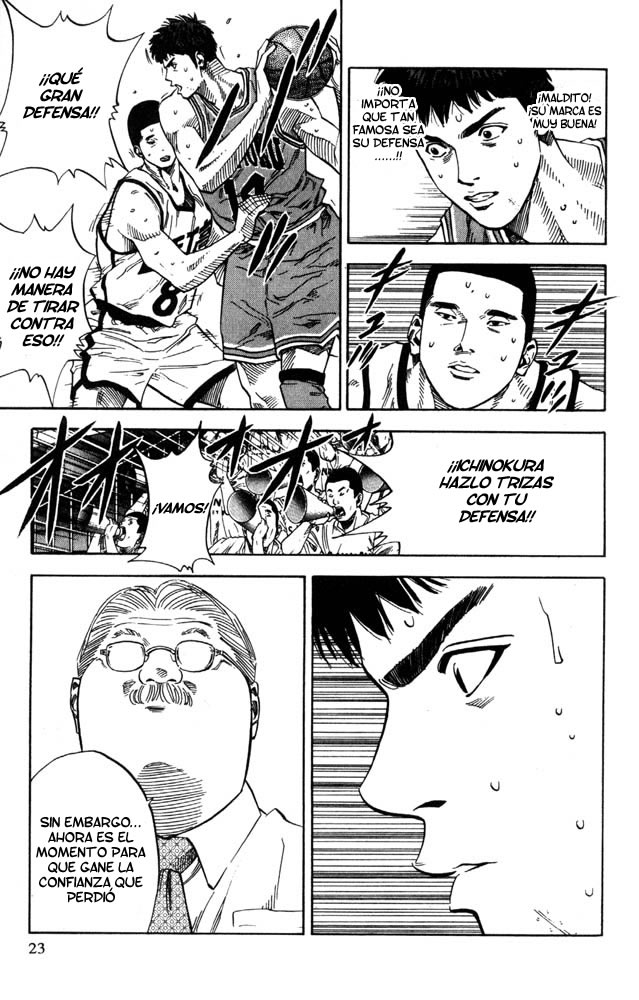 ¡¡QUÉ
GRAN
DEFENSA!!
¡¡NO HAY
MANERA
DE TIRAR
CONTRA
ESO!!
14
8
¡MALDITO!
¡SU MARCA ES
MUY BUENA!
¡¡NO
IMPORTA
QUE TAN
FAMOSA SEA
SU DEFENSA
......!!
¡VAMOS!
¡¡ICHINOKURA
HAZLO TRIZAS
CON TU
DEFENSA!!
SIN EMBARGO...
AHORA ES EL
MOMENTO PARA
QUE GANE LA
CONFIANZA QUE
PERDIÓ
23